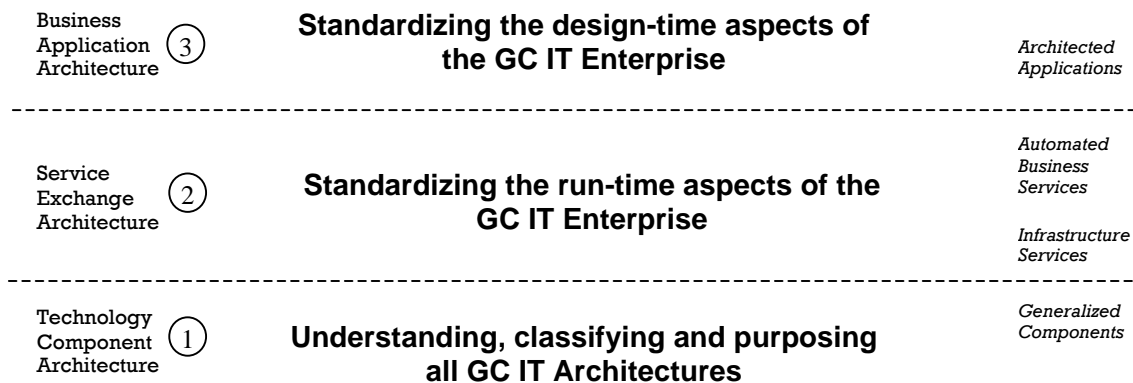 Business
Application
Architecture
3
Standardizing the design-time aspects of
the GC IT Enterprise
Architected
Applications
Service
Exchange
Architecture
2
Standardizing the run-time aspects of the
GC IT Enterprise
Automated
Business
Services
Infrastructure
Services
Technology
Component
Architecture
1
Understanding, classifying and purposing
all GC IT Architectures
Generalized
Components